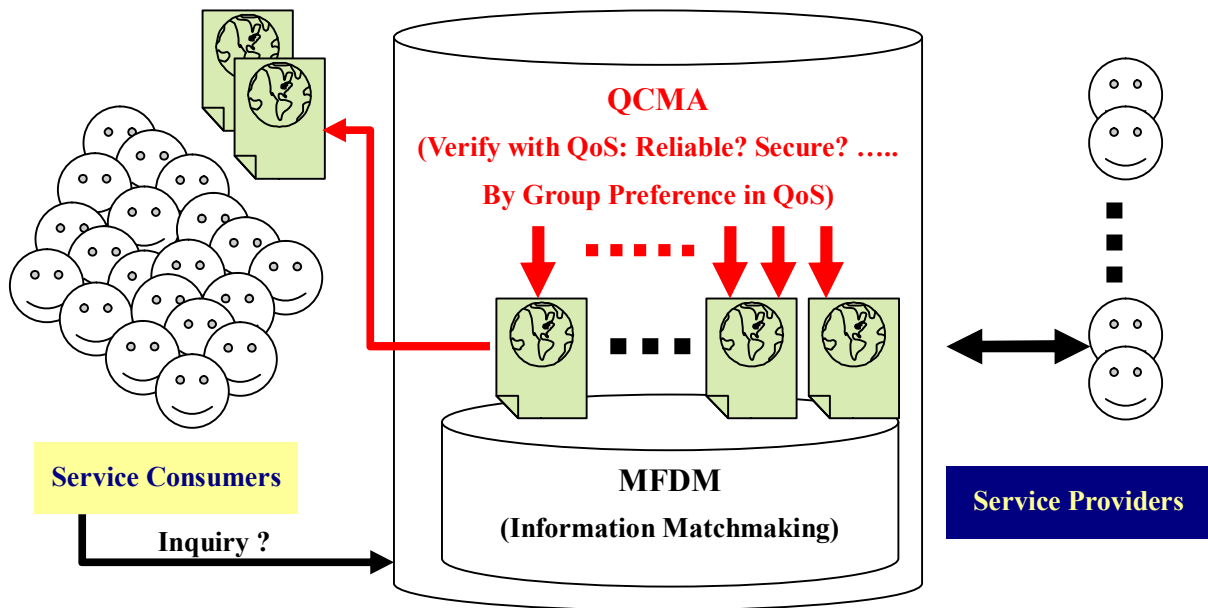 QCMA
(Verify with QoS: Reliable? Secure? …..
By Group Preference in QoS)
MFDM
(Information Matchmaking)
Service Consumers
Inquiry ?
Service Providers